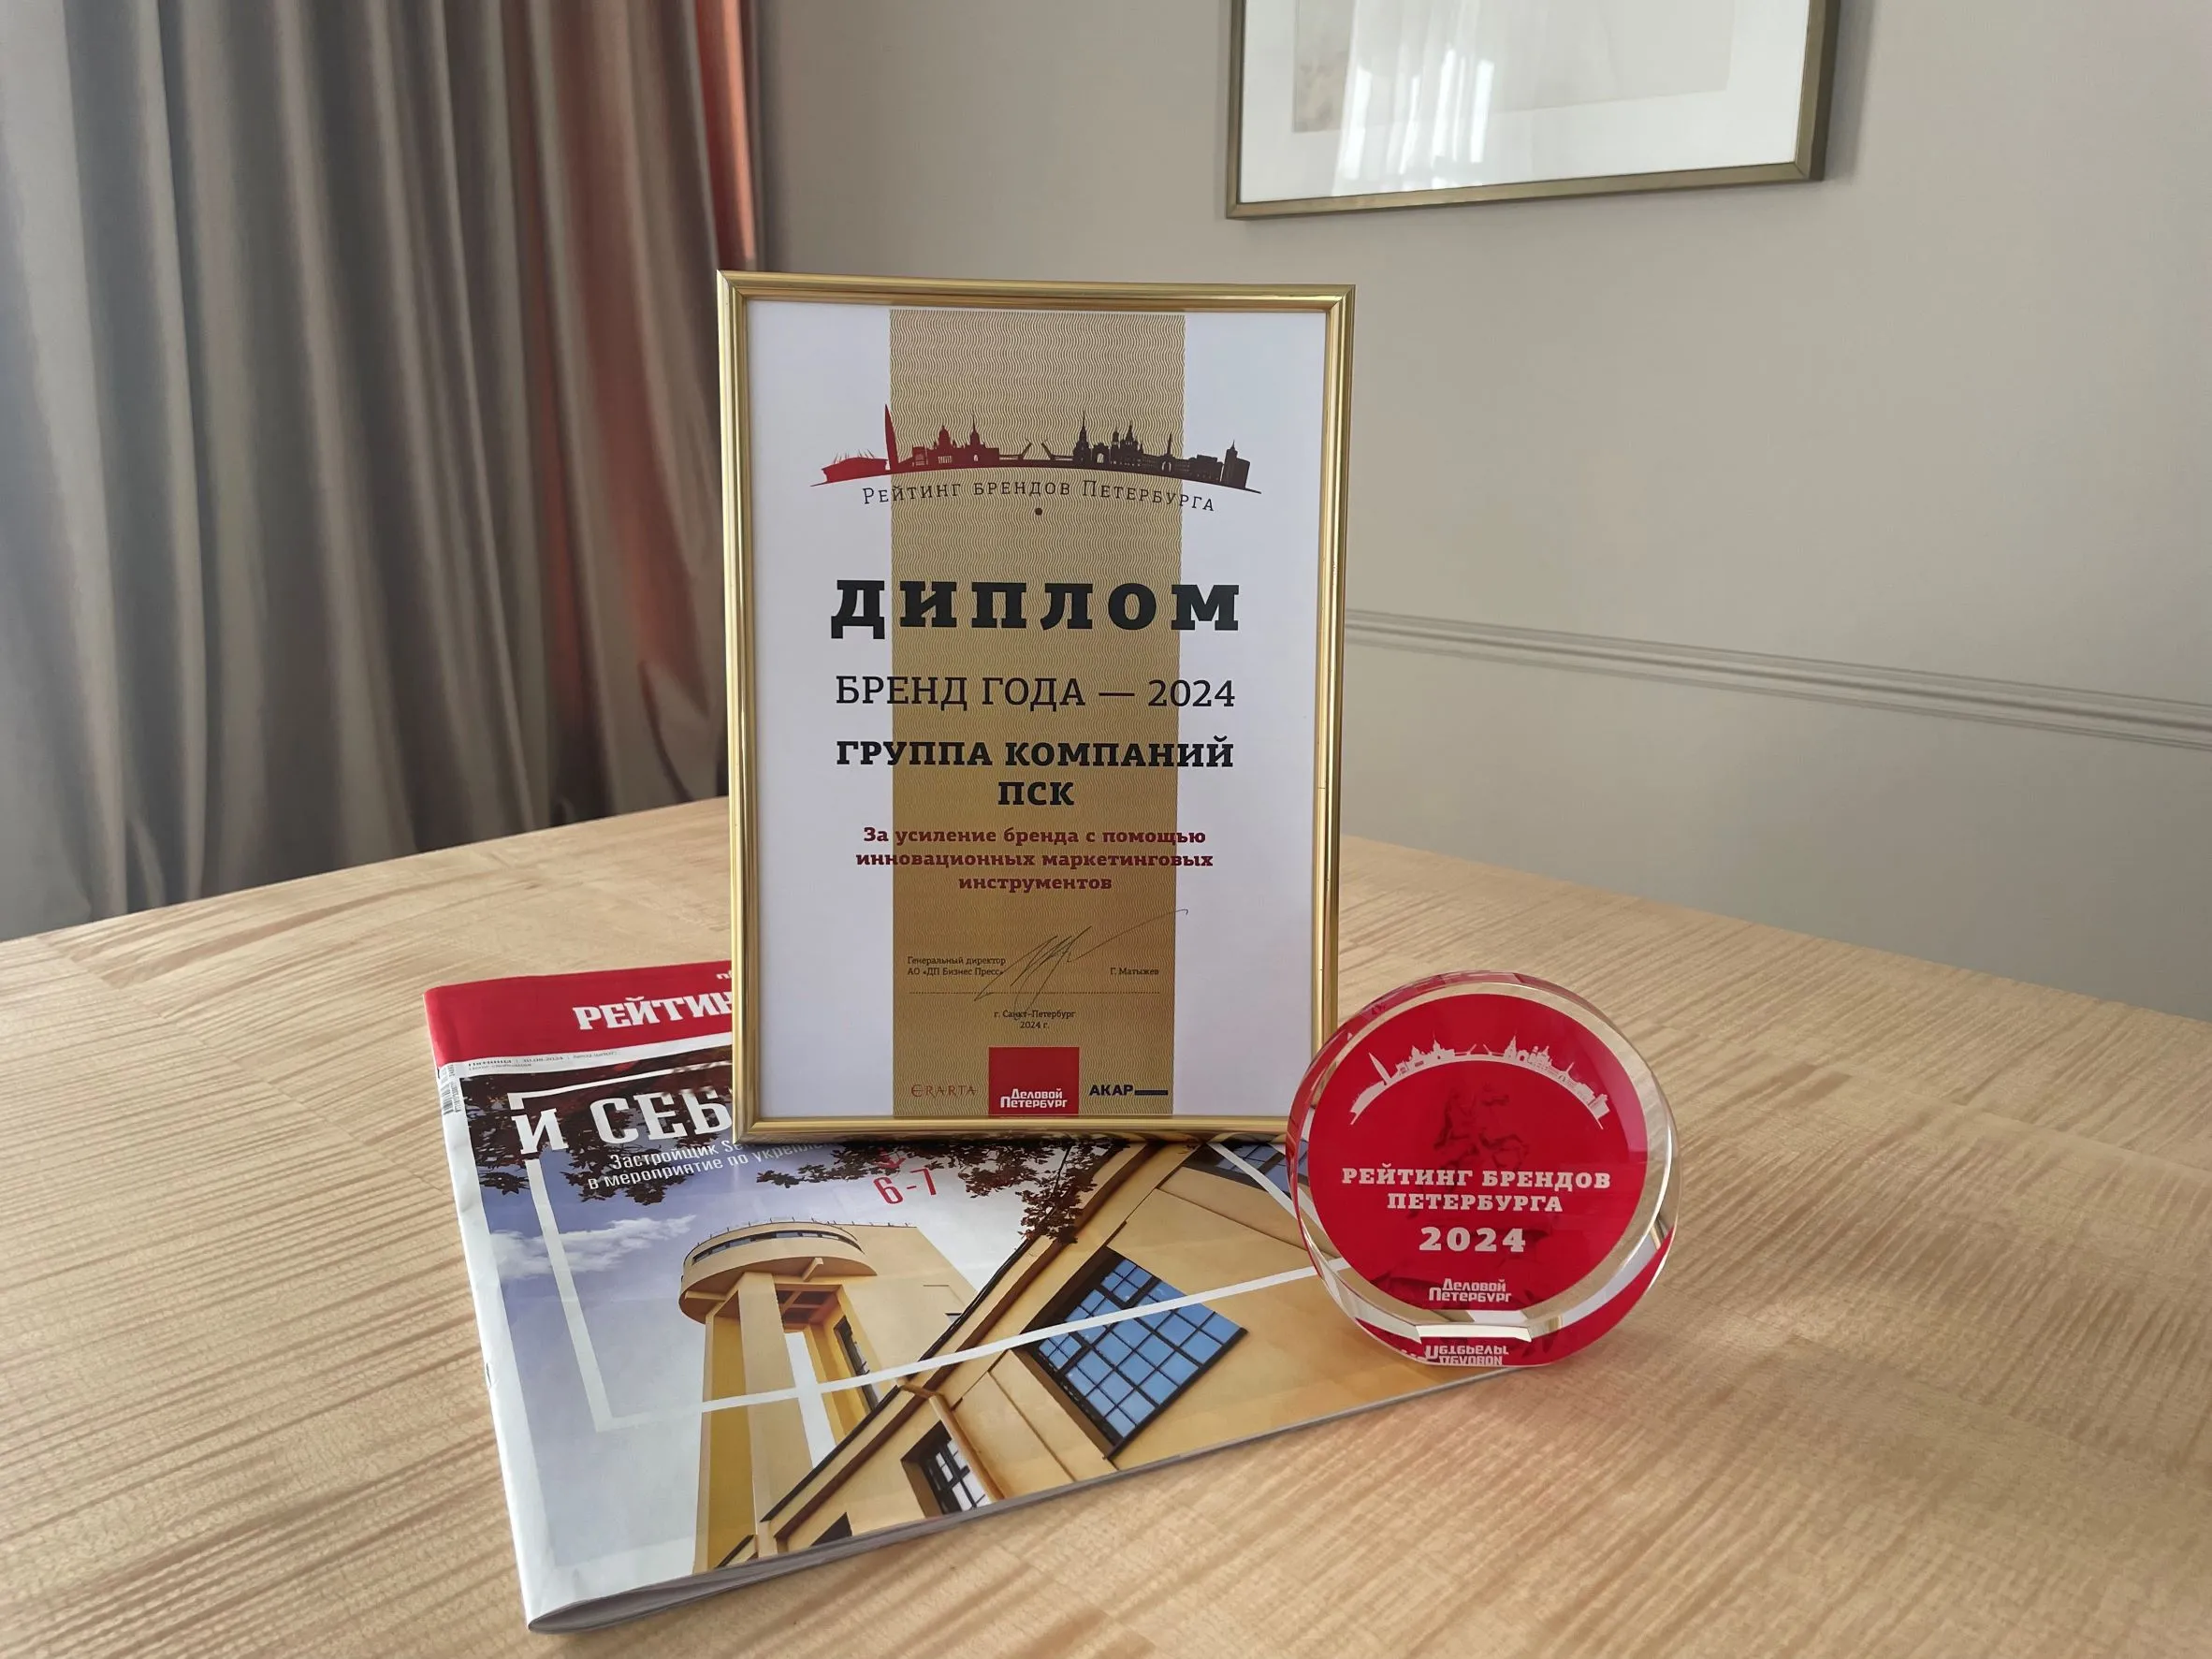 Рейтинг брендов Петербурга
ДИПЛОМ
БРЕНД ГОДА — 2024
ГРУППА КОМПАНИЙ
ПСК
За усиление бренда с помощью
инновационных маркетинговых
инструментов
Генеральный директор
АО «ДП Бизнес Пресс»
Г. Матыжев
г. Санкт-Петербург
2024 г.
ERARTA
Деловой
Петербург
АКАР
РЕЙТИН
И СЕБ
Застройщик
в мероприятие по
6-7
РЕЙТИНГ БРЕНДОВ
ПЕТЕРБУРГА
2024
Деловой
Петербург